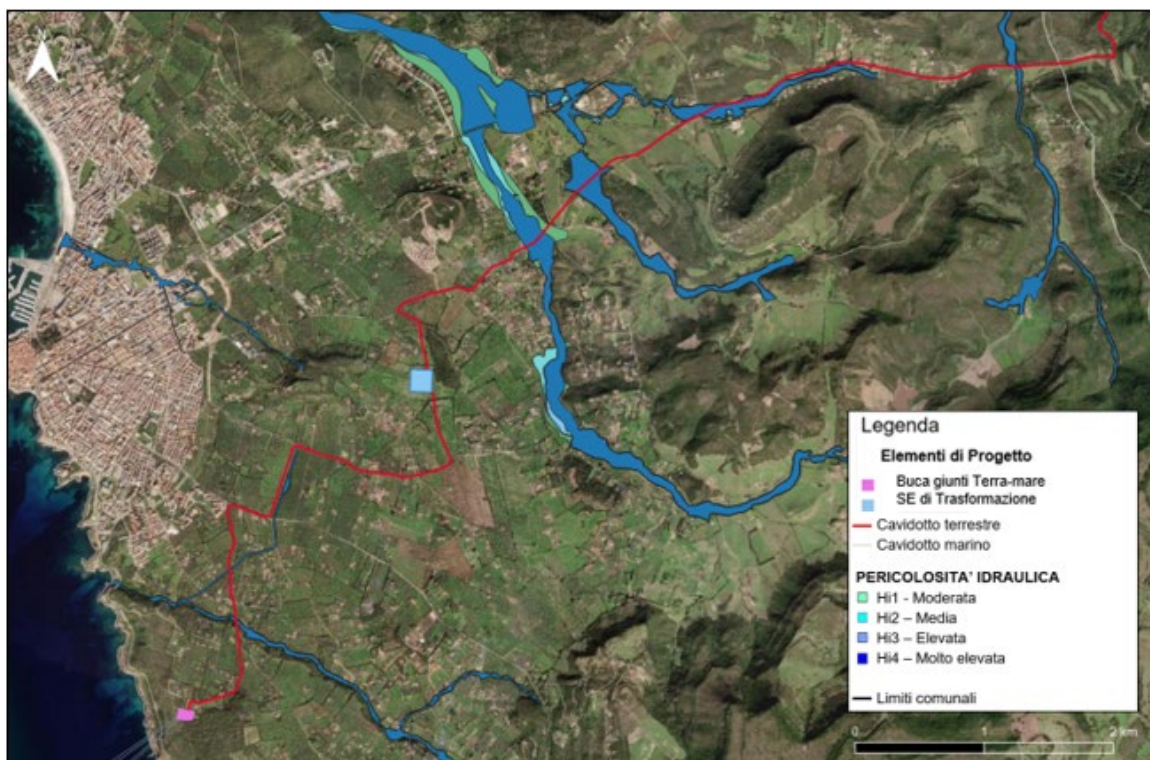 Legenda
Elementi di Progetto
Buca giunti Terra-mare
SE di Trasformazione
Cavidotto terrestre
Cavidotto marino
PERICOLOSITA' IDRAULICA
Hi1 - Moderata
Hi2 – Media
Hi3 – Elevata
Hi4 – Molto elevata
Limiti comunali
0 1 2 km